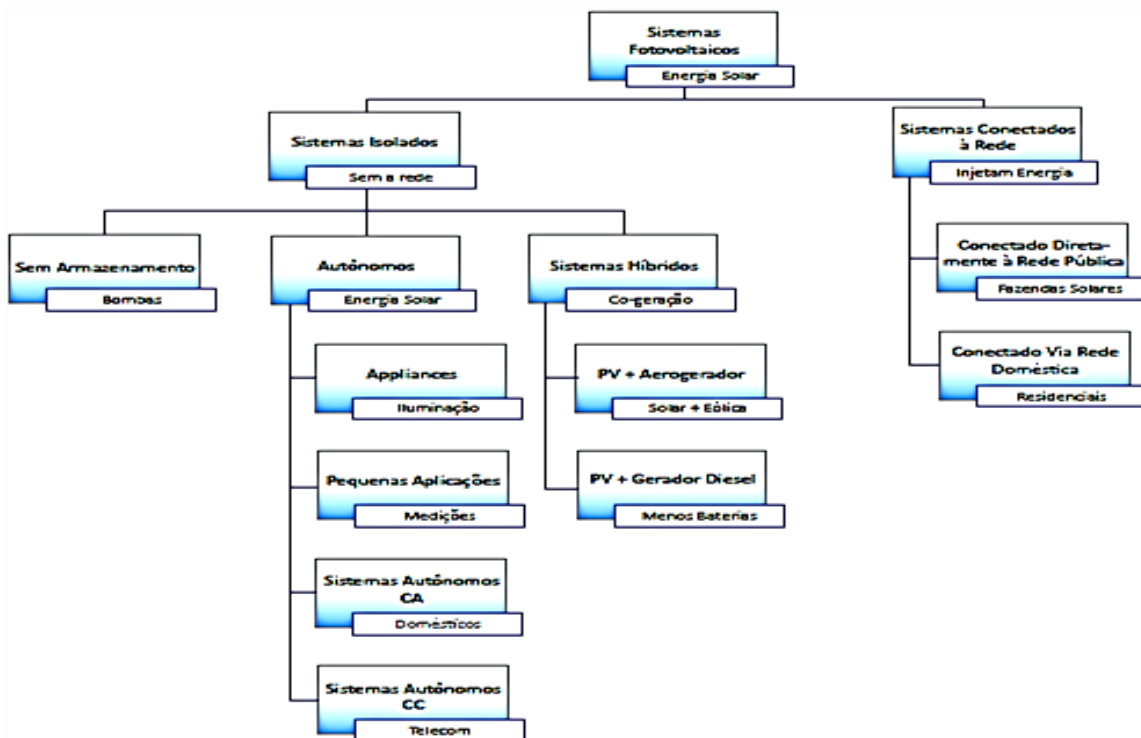 Sistemas
Fotovoltaicos
Energia Solar
Sistemas Isolados
Sem a rede
Sistemas Conectados
à Rede
Injetam Energia
Sem Armazenamento
Bombas
Autônomos
Energia Solar
Sistemas Híbridos
Co-geração
Conectado Direta-
mente à Rede Pública
Fazendas Solares
Appliances
Iluminação
PV + Aerogerador
Solar + Eólica
Conectado Via Rede
Doméstica
Residenciais
Pequenas Aplicações
Medições
PV + Gerador Diesel
Menos Baterias
Sistemas Autônomos
CA
Domésticos
Sistemas Autônomos
CC
Telecom